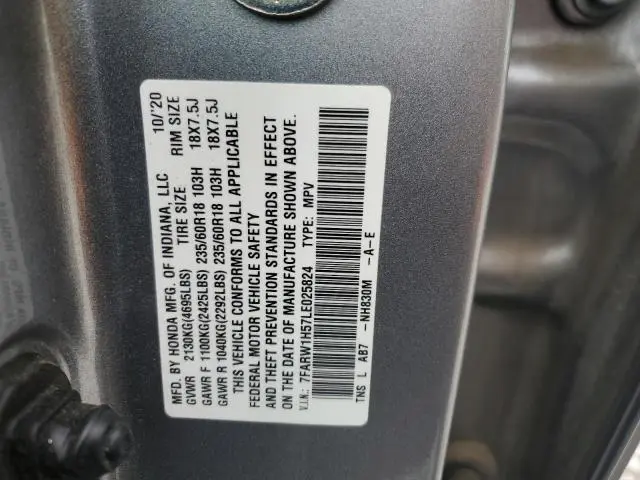 MFD. BY HONDA MFG. OF INDIANA, LLC 10/'20
GVWR 2130KG(4695LBS) TIRE SIZE RIM SIZE
GAWR F 1100KG(2425LBS) 235/60R18 103H 18X7.5J
GAWR R 1040KG(2292LBS) 235/60R18 103H 18X7.5J
THIS VEHICLE CONFORMS TO ALL APPLICABLE
FEDERAL MOTOR VEHICLE SAFETY
AND THEFT PREVENTION STANDARDS IN EFFECT
ON THE DATE OF MANUFACTURE SHOWN ABOVE.
V.I.N.: 7FARW1H57LE025824 TYPE: MPV
TNS L AB7 -NH830M -A-E